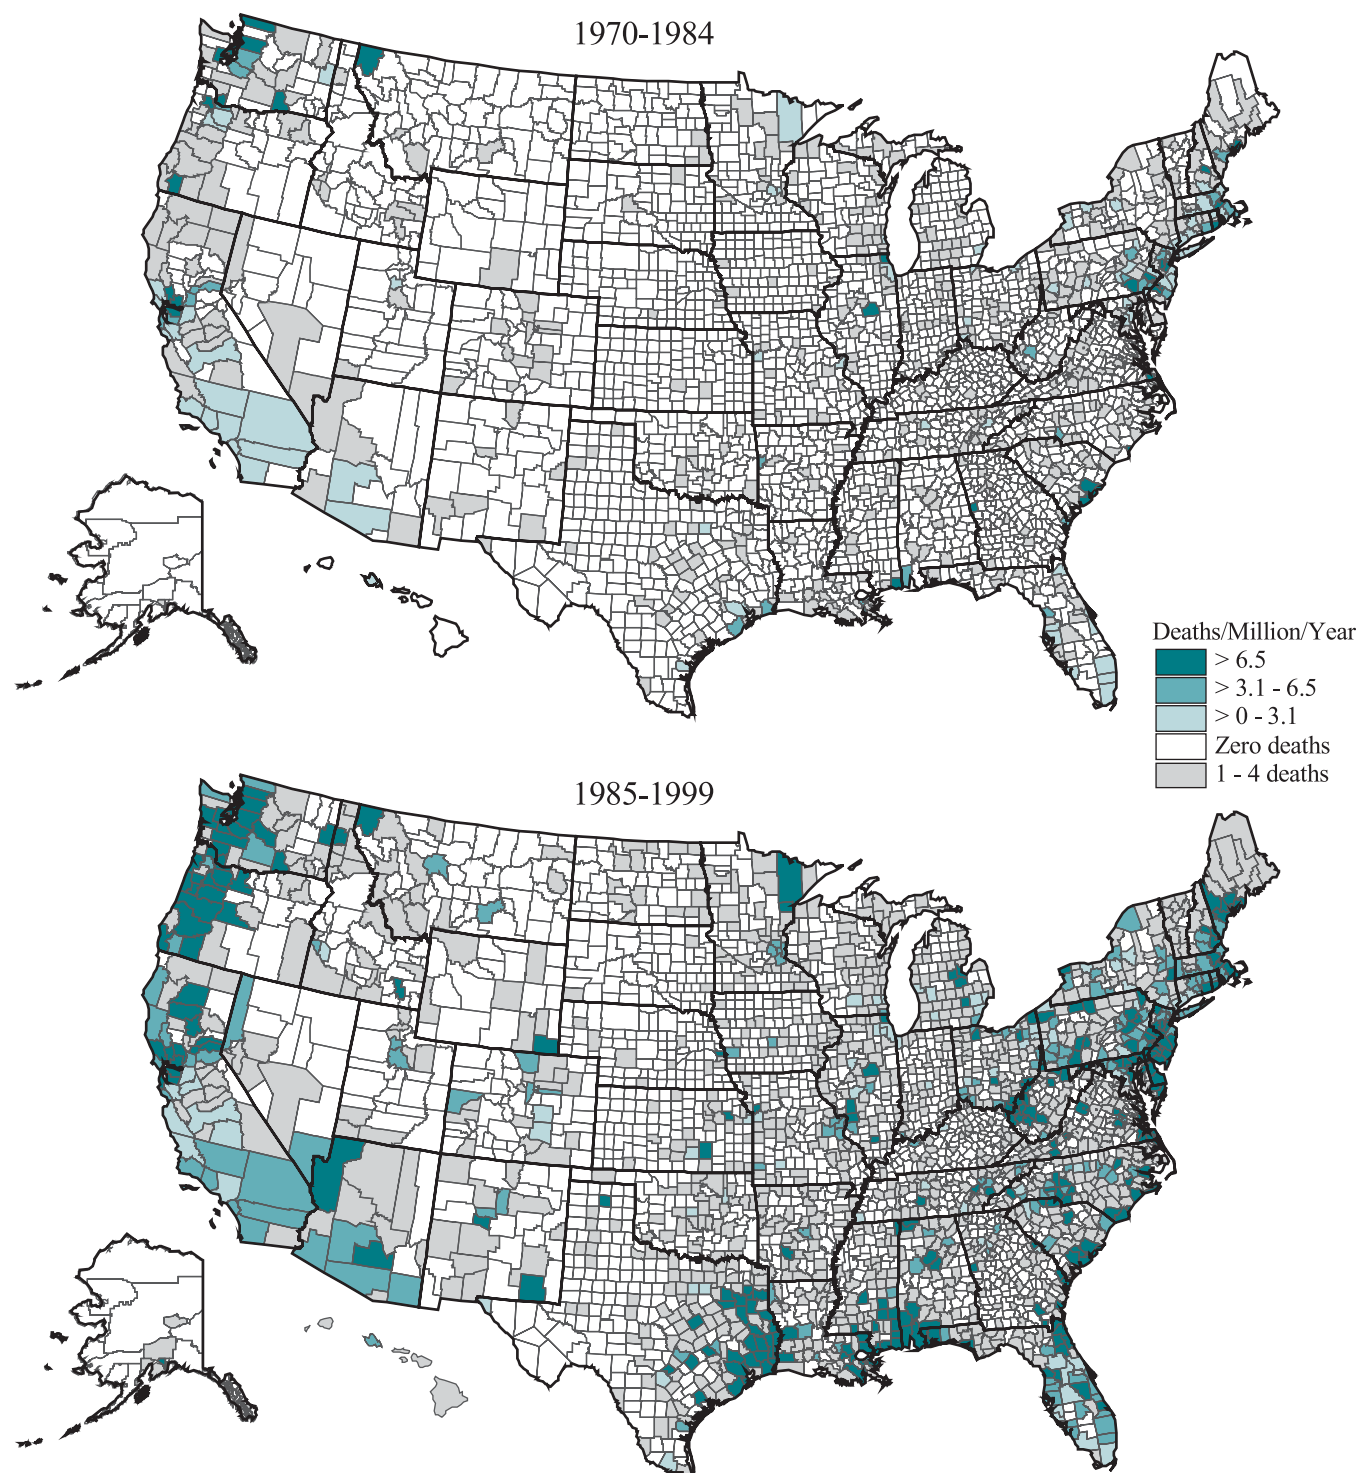 1970-1984
Deaths/Million/Year
> 6.5
> 3.1 - 6.5
> 0 - 3.1
Zero deaths
1 - 4 deaths
1985-1999